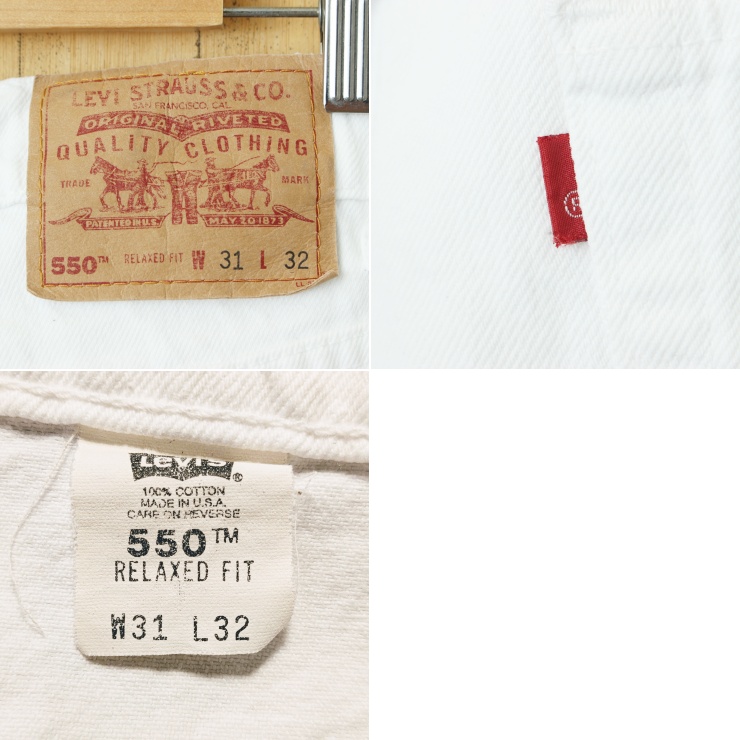 LEVI STRAUSS & CO.
SAN FRANCISCO, CAL.
ORIGINAL RIVETED
QUALITY CLOTHING
TRADE MARK
PATENTED IN U.S. MAY 20 1873
550™ RELAXED FIT W 31 L 32
®
Levi's®
100% COTTON
MADE IN U.S.A.
CARE ON REVERSE
550™
RELAXED FIT
W31 L32